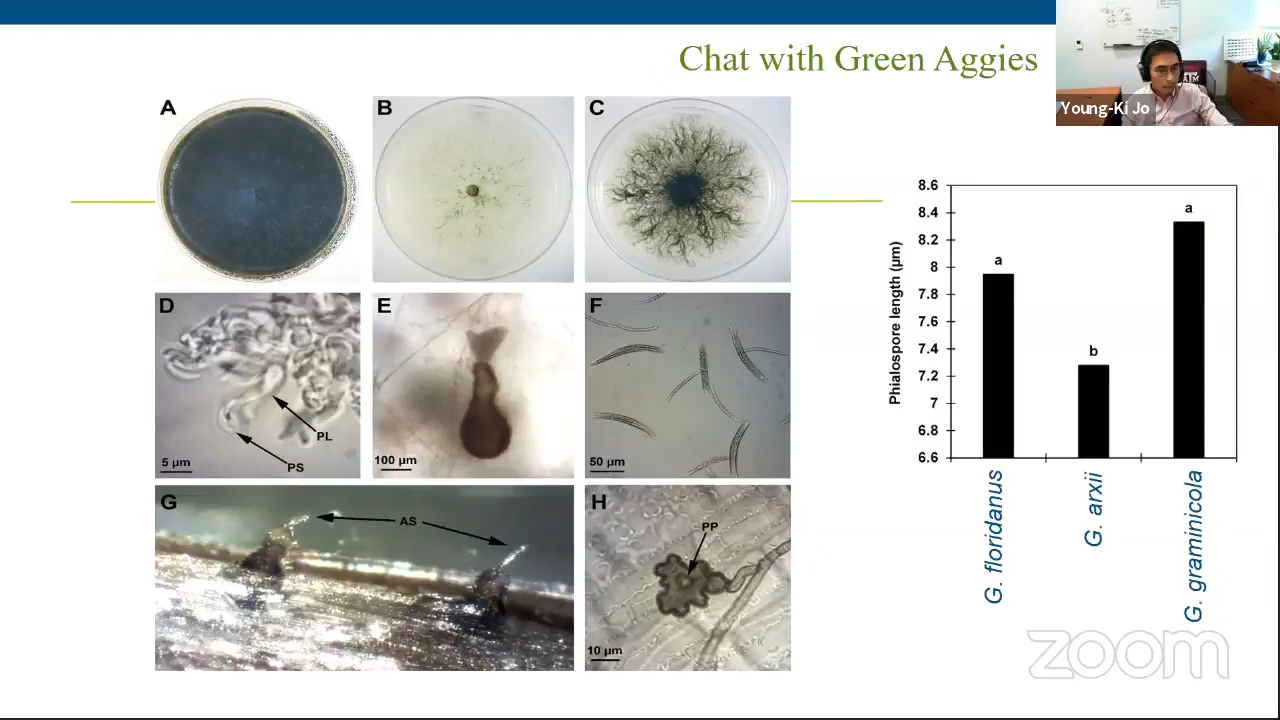 Chat with Green Aggies
Young-Ki Jo
A
B
C
D
PL
PS
5 µm
E
100 µm
F
50 µm
G
AS
H
PP
10 µm
Phialospore length (µm)
8.6
8.4
8.2
8
7.8
7.6
7.4
7.2
7
6.8
6.6
a
b
a
G. floridanus
G. arxii
G. graminicola
zoom